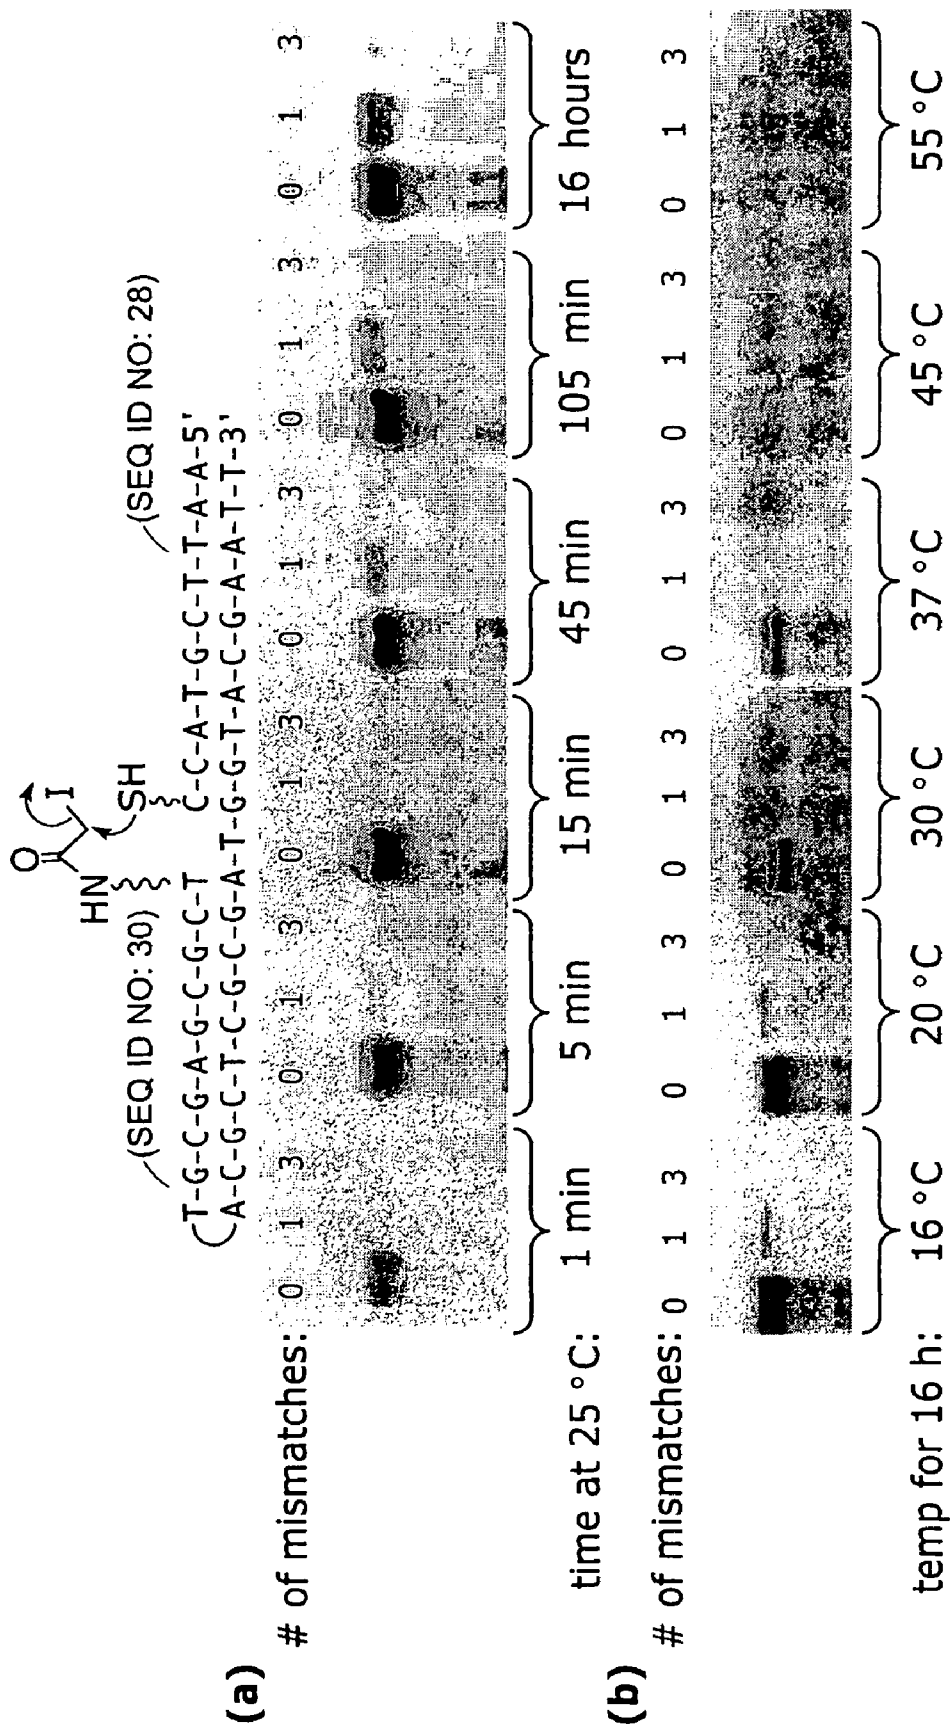 (SEQ ID NO: 30)
(SEQ ID NO: 28)
O
HN
I
SH
T-G-C-G-A-G-C-G-C-T C-C-A-T-G-C-T-T-A-A-5'
A-C-G-C-T-C-G-C-G-A-T-G-G-T-A-C-G-A-A-T-T-3'
(a)
# of mismatches: 0 1 3 0 1 3 0 1 3 0 1 3 0 1 3 0 1 3
time at 25 °C: 1 min 5 min 15 min 45 min 105 min 16 hours
(b)
# of mismatches: 0 1 3 0 1 3 0 1 3 0 1 3 0 1 3 0 1 3
temp for 16 h: 16 °C 20 °C 30 °C 37 °C 45 °C 55 °C